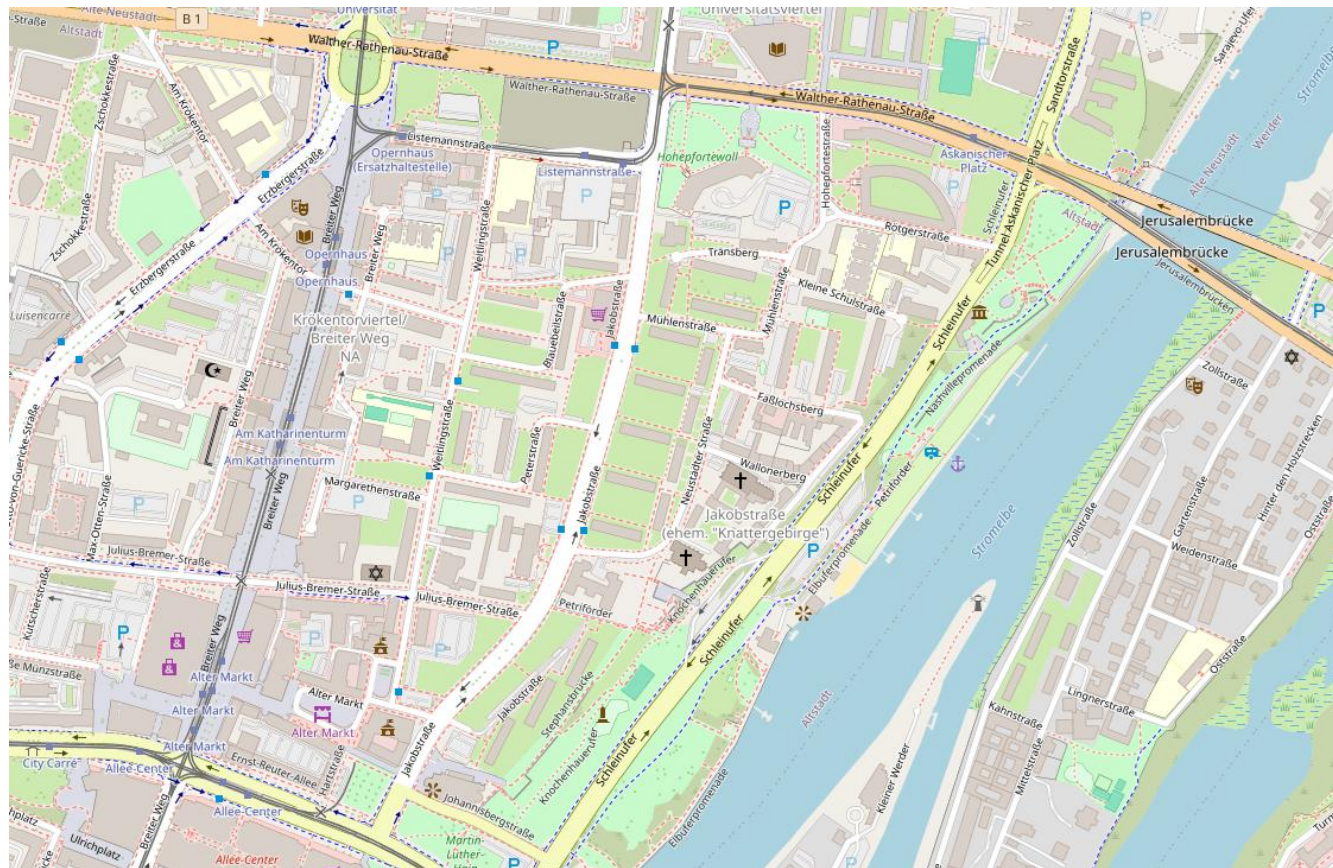 Alte Neustadt
Altstadt
B 1
Universität
Universitätsviertel
Walther-Rathenau-Straße
Walther-Rathenau-Straße
Walther-Rathenau-Straße
Sandtorstraße
Sarajevo-Ufer
Stromelbe
Zschokkestraße
Am Krökentor
P
P
Listemannstraße
Opernhaus
(Ersatzhaltestelle)
Listemannstraße
Hohepfortewall
Hohepfortestraße
Askanischer
Platz
Tunnel Askanischer Platz
Alte Neustadt
Werder
Erzbergerstraße
Breiter Weg
Weitlingstraße
P
P
P
P
Schleinufer
Altstadt
Jerusalembrücke
Jerusalembrücke
Jerusalembrücken
Rötgerstraße
Zschokkestraße
Erzbergerstraße
Am Krökentor
Opernhaus
Opernhaus
Breiter Weg
P
Transberg
Kleine Schulstraße
Luisencarré
Krökentorviertel/
Breiter Weg
NA
Blauebeilstraße
Jakobstraße
Mühlenstraße
Mühlenstraße
Schleinufer
Nashvillepromenade
Zollstraße
Breiter Weg
Faßlochsberg
Hinter den Holzstrecken
P
Am Katharinenturm
Am Katharinenturm
Weitlingstraße
Peterstraße
Neustädter Straße
Wallonerberg
Schleinufer
Petriförder
Gartenstraße
Max-Otten-Straße
P
Margarethenstraße
Breiter Weg
Jakobstraße
Jakobstraße
(ehem. "Knattergebirge")
Stromelbe
Zollstraße
Weidenstraße
Oststraße
Julius-Bremer-Straße
Julius-Bremer-Straße
Julius-Bremer-Straße
Knochenhauerufer
P
Elbuferpromenade
Petriförder
Kutscherstraße
P
P
P
Breiter Weg
Schleinufer
Oststraße
Alter Markt
Alter Markt
Alter Markt
Alter Markt
Alter Markt
Jakobstraße
Stephansbrücke
Altstadt
Lingnerstraße
Kahnstraße
Mittelstraße
City Carré
Allee-Center
Ernst-Reuter-Allee
Hartstraße
Jakobstraße
Knochenhauerufer
Schleinufer
Kleiner Werder
Allee-Center
Johannisbergstraße
Elbuferpromenade
Ulrichplatz
Breiter Weg
Allee-Center
Martin-
Luther-
P
P